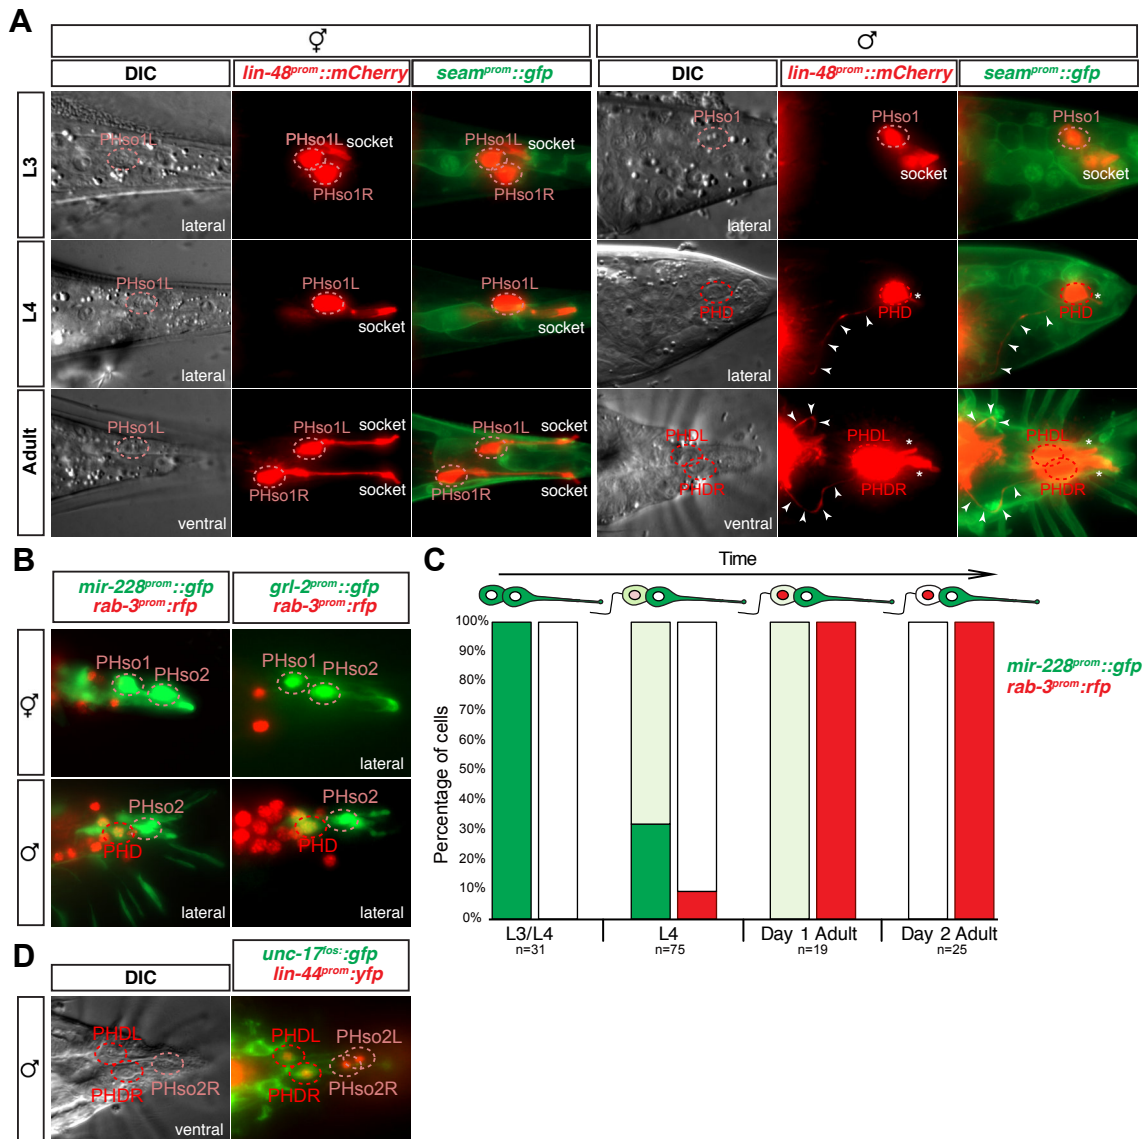 A
⚥ ♂
DIC lin-48prom::mCherry seamprom::gfp DIC lin-48prom::mCherry seamprom::gfp
L3
PHso1L
lateral
PHso1L socket
PHso1R
PHso1L socket
PHso1R
PHso1
lateral
PHso1
socket
PHso1
socket
L4
PHso1L
lateral
PHso1L
socket
PHso1L
socket
PHD
lateral
PHD *
PHD *
Adult
PHso1L
ventral
PHso1L socket
PHso1R socket
PHso1L socket
PHso1R socket
PHDL
PHDR
ventral
PHDL *
PHDR *
PHDL *
PHDR *
B
mir-228prom::gfp
rab-3prom:rfp
grl-2prom::gfp
rab-3prom:rfp
⚥
PHso1 PHso2
PHso1 PHso2
lateral
♂
PHso2
PHD
lateral
PHso2
PHD
lateral
C
Time
Percentage of cells
100%
90%
80%
70%
60%
50%
40%
30%
20%
10%
0%
L3/L4 L4 Day 1 Adult Day 2 Adult
n=31 n=75 n=19 n=25
mir-228prom::gfp
rab-3prom:rfp
D
DIC
unc-17fos::gfp
lin-44prom:yfp
♂
PHDL
PHDR
PHso2R
ventral
PHDL PHso2L
PHDR PHso2R